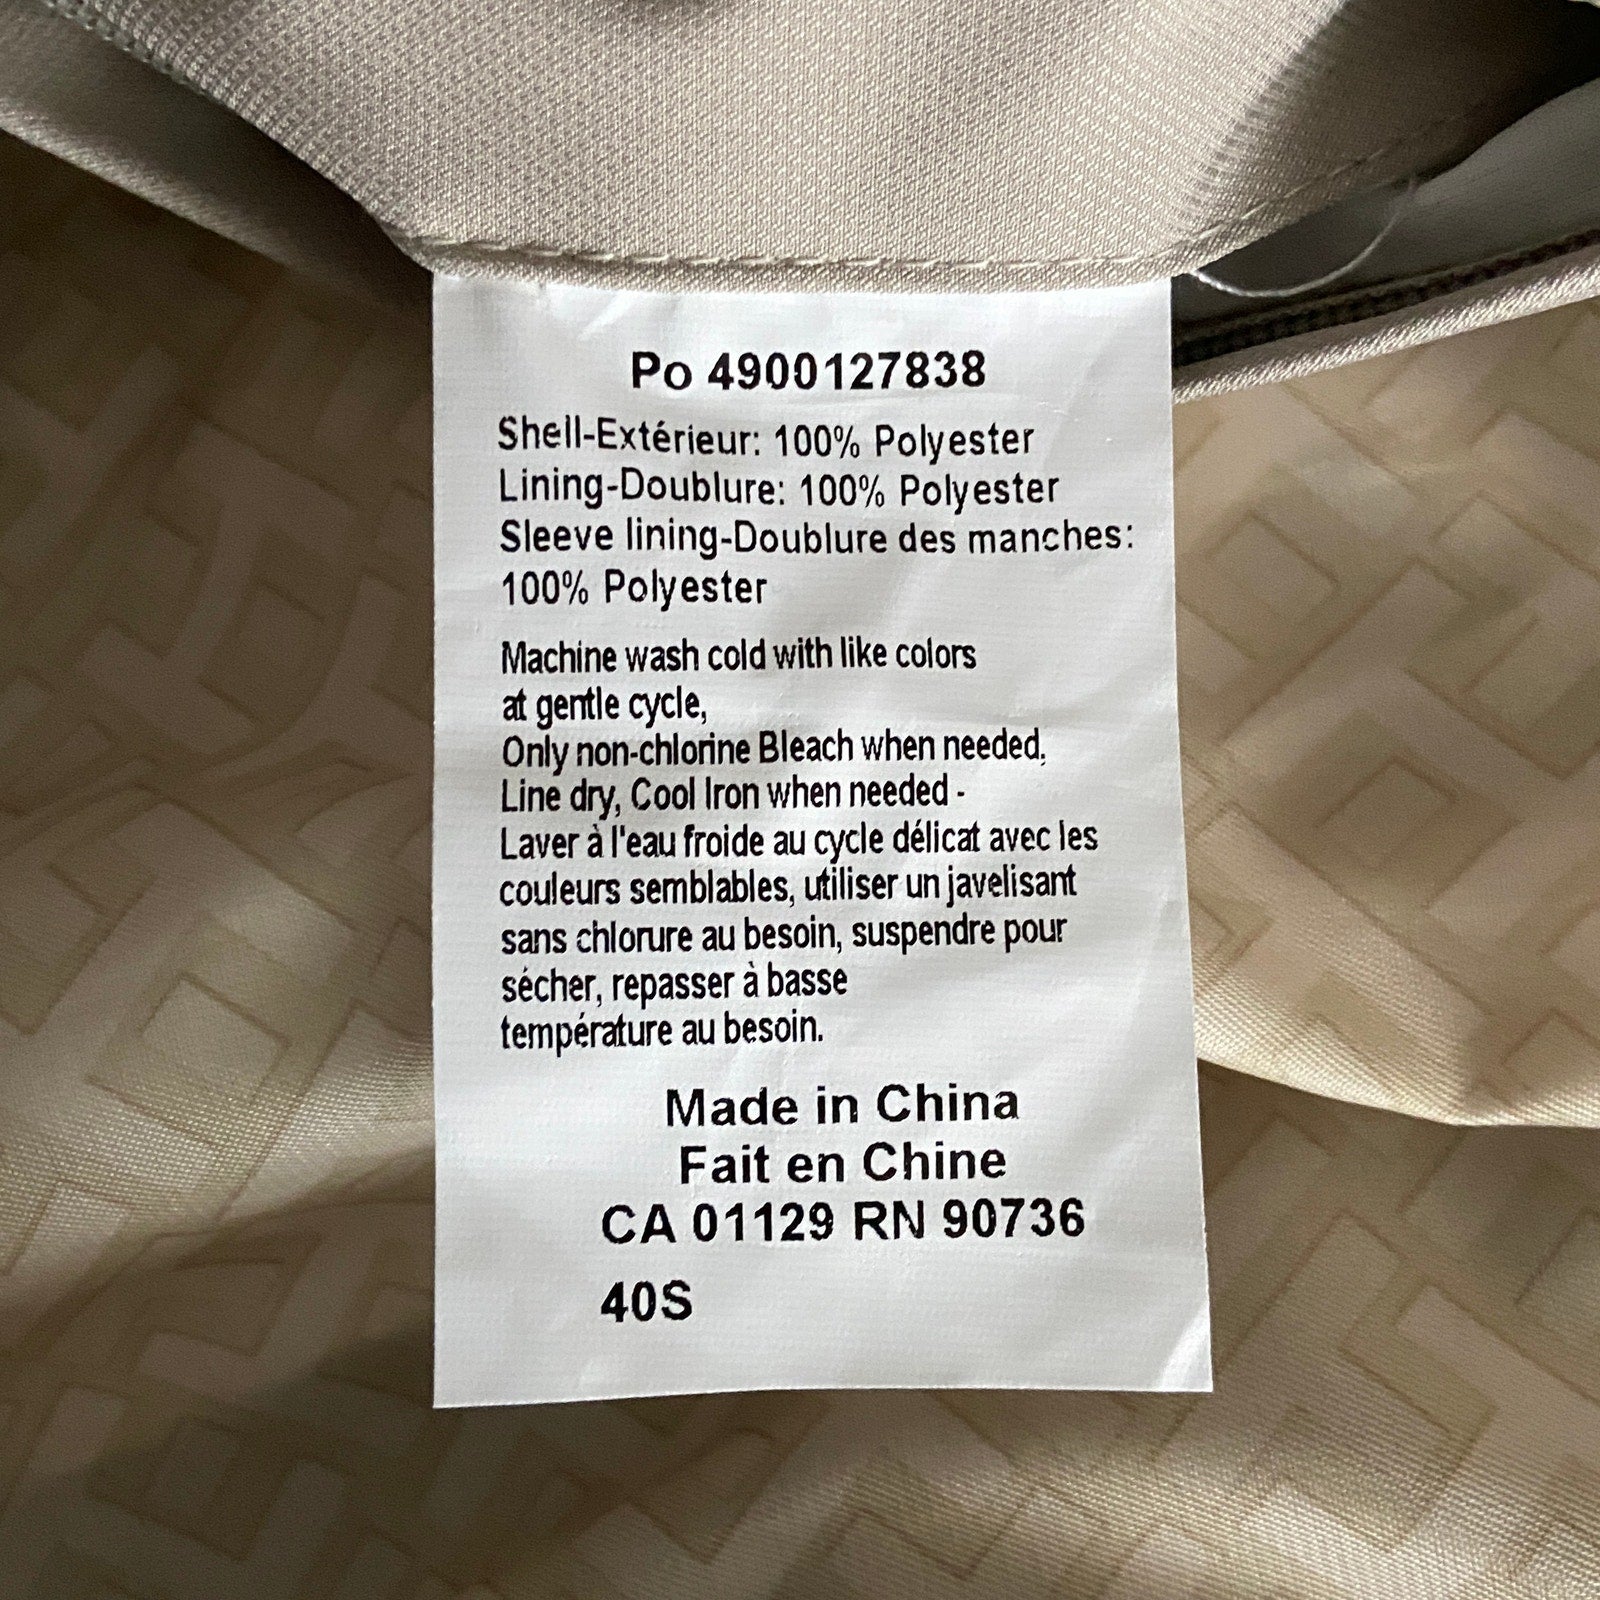 Po 4900127838
Shell-Extérieur: 100% Polyester
Lining-Doublure: 100% Polyester
Sleeve lining-Doublure des manches:
100% Polyester
Machine wash cold with like colors
at gentle cycle,
Only non-chlorine Bleach when needed,
Line dry, Cool Iron when needed -
Laver à l'eau froide au cycle délicat avec les
couleurs semblables, utiliser un javelisant
sans chlorure au besoin, suspendre pour
sécher, repasser à basse
température au besoin.
Made in China
Fait en Chine
CA 01129 RN 90736
40S